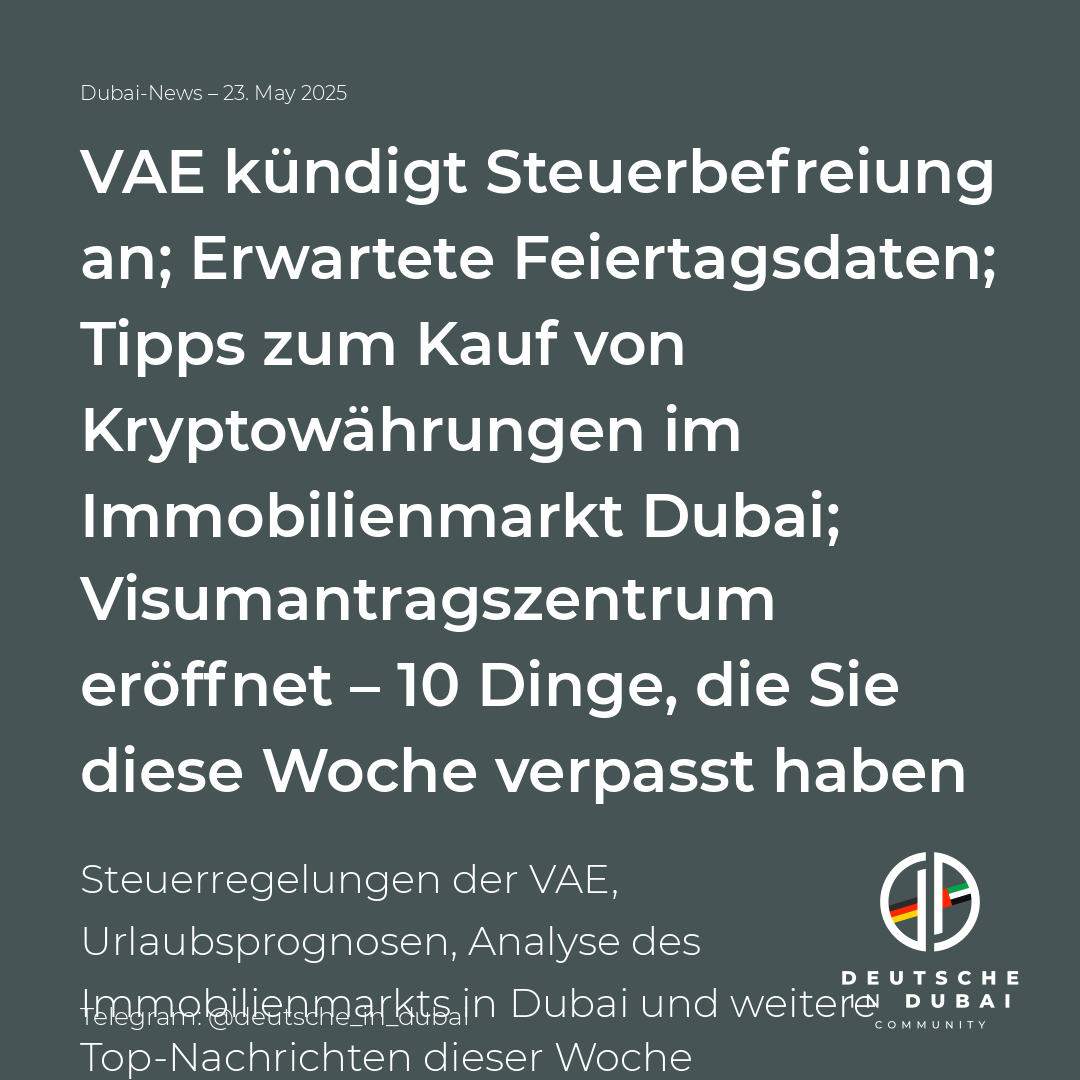 Dubai-News – 23. May 2025
VAE kündigt Steuerbefreiung
an; Erwartete Feiertagsdaten;
Tipps zum Kauf von
Kryptowährungen im
Immobilienmarkt Dubai;
Visumantragszentrum
eröffnet – 10 Dinge, die Sie
diese Woche verpasst haben
Steuerregelungen der VAE,
Urlaubsprognosen, Analyse des
Immobilienmarkts in Dubai und weitere
Top-Nachrichten dieser Woche
Telegram: @deutsche_in_dubai
DEUTSCHE
IN DUBAI
COMMUNITY